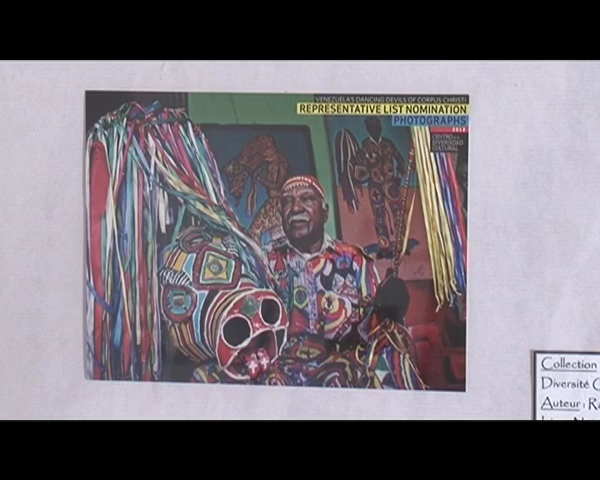 VENEZUELA'S DANCING DEVILS OF CORPUS CHRISTI
REPRESENTATIVE LIST NOMINATION
PHOTOGRAPHS
2012
CENTRO DE LA
DIVERSIDAD
CULTURAL
Collection
Diversité C
Auteur : Ra